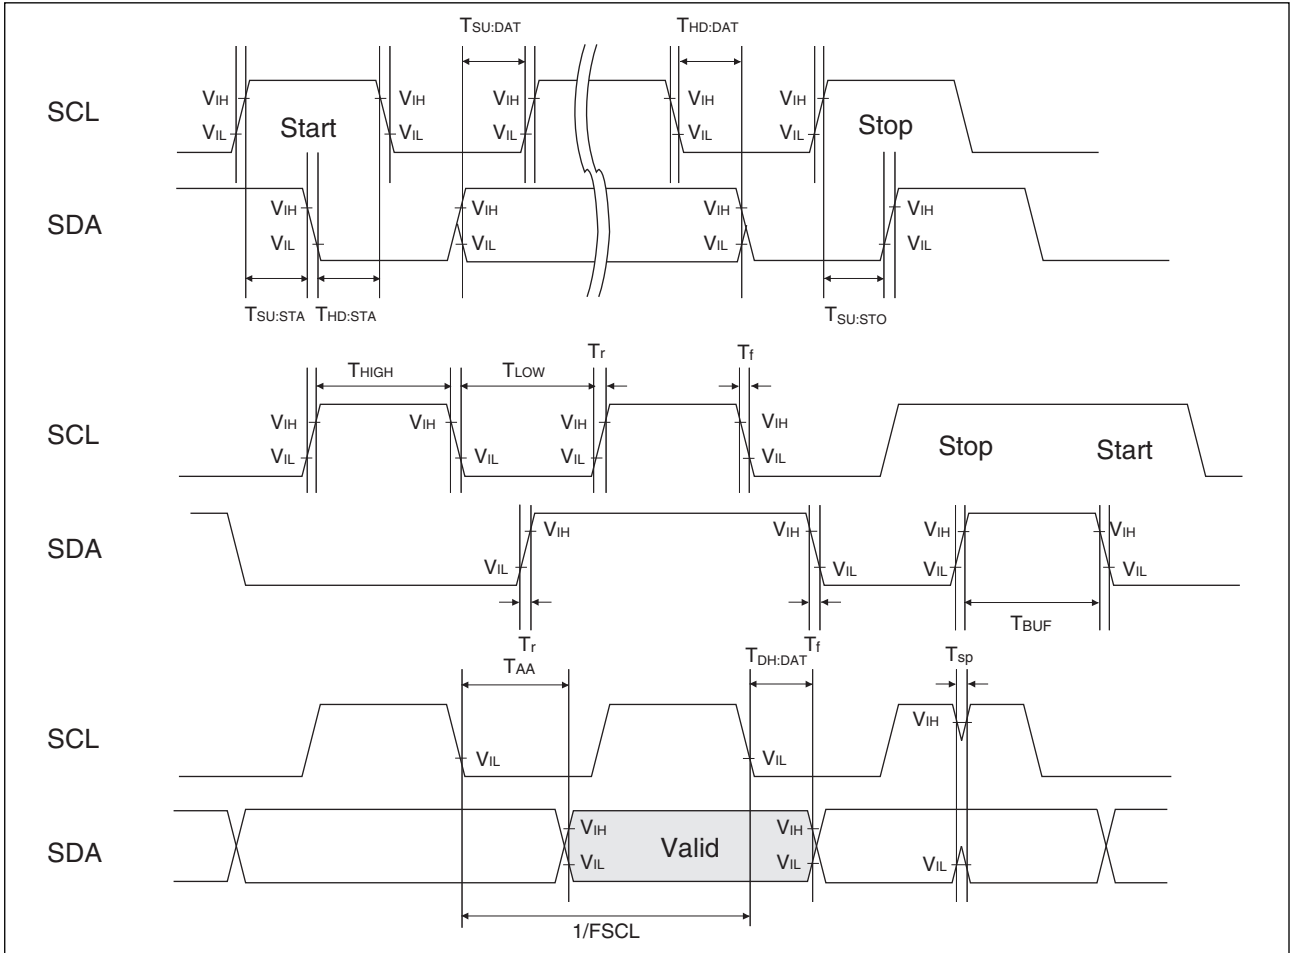 TSU:DAT THD:DAT
SCL VIH VIH VIH VIH VIH
VIL Start VIL VIL VIL VIL Stop
SDA VIH VIH VIH VIH
VIL VIL VIL VIL
TSU:STA THD:STA TSU:STO
THIGH TLOW Tr Tf
SCL VIH VIH VIH VIH
VIL VIL VIL VIL Stop Start
SDA VIH VIH VIH VIH
VIL VIL VIL VIL
TBUF
Tr Tf
TAA TDH:DAT Tsp
SCL VIH
VIL VIL
SDA VIH Valid VIH
VIL VIL VIL
1/FSCL